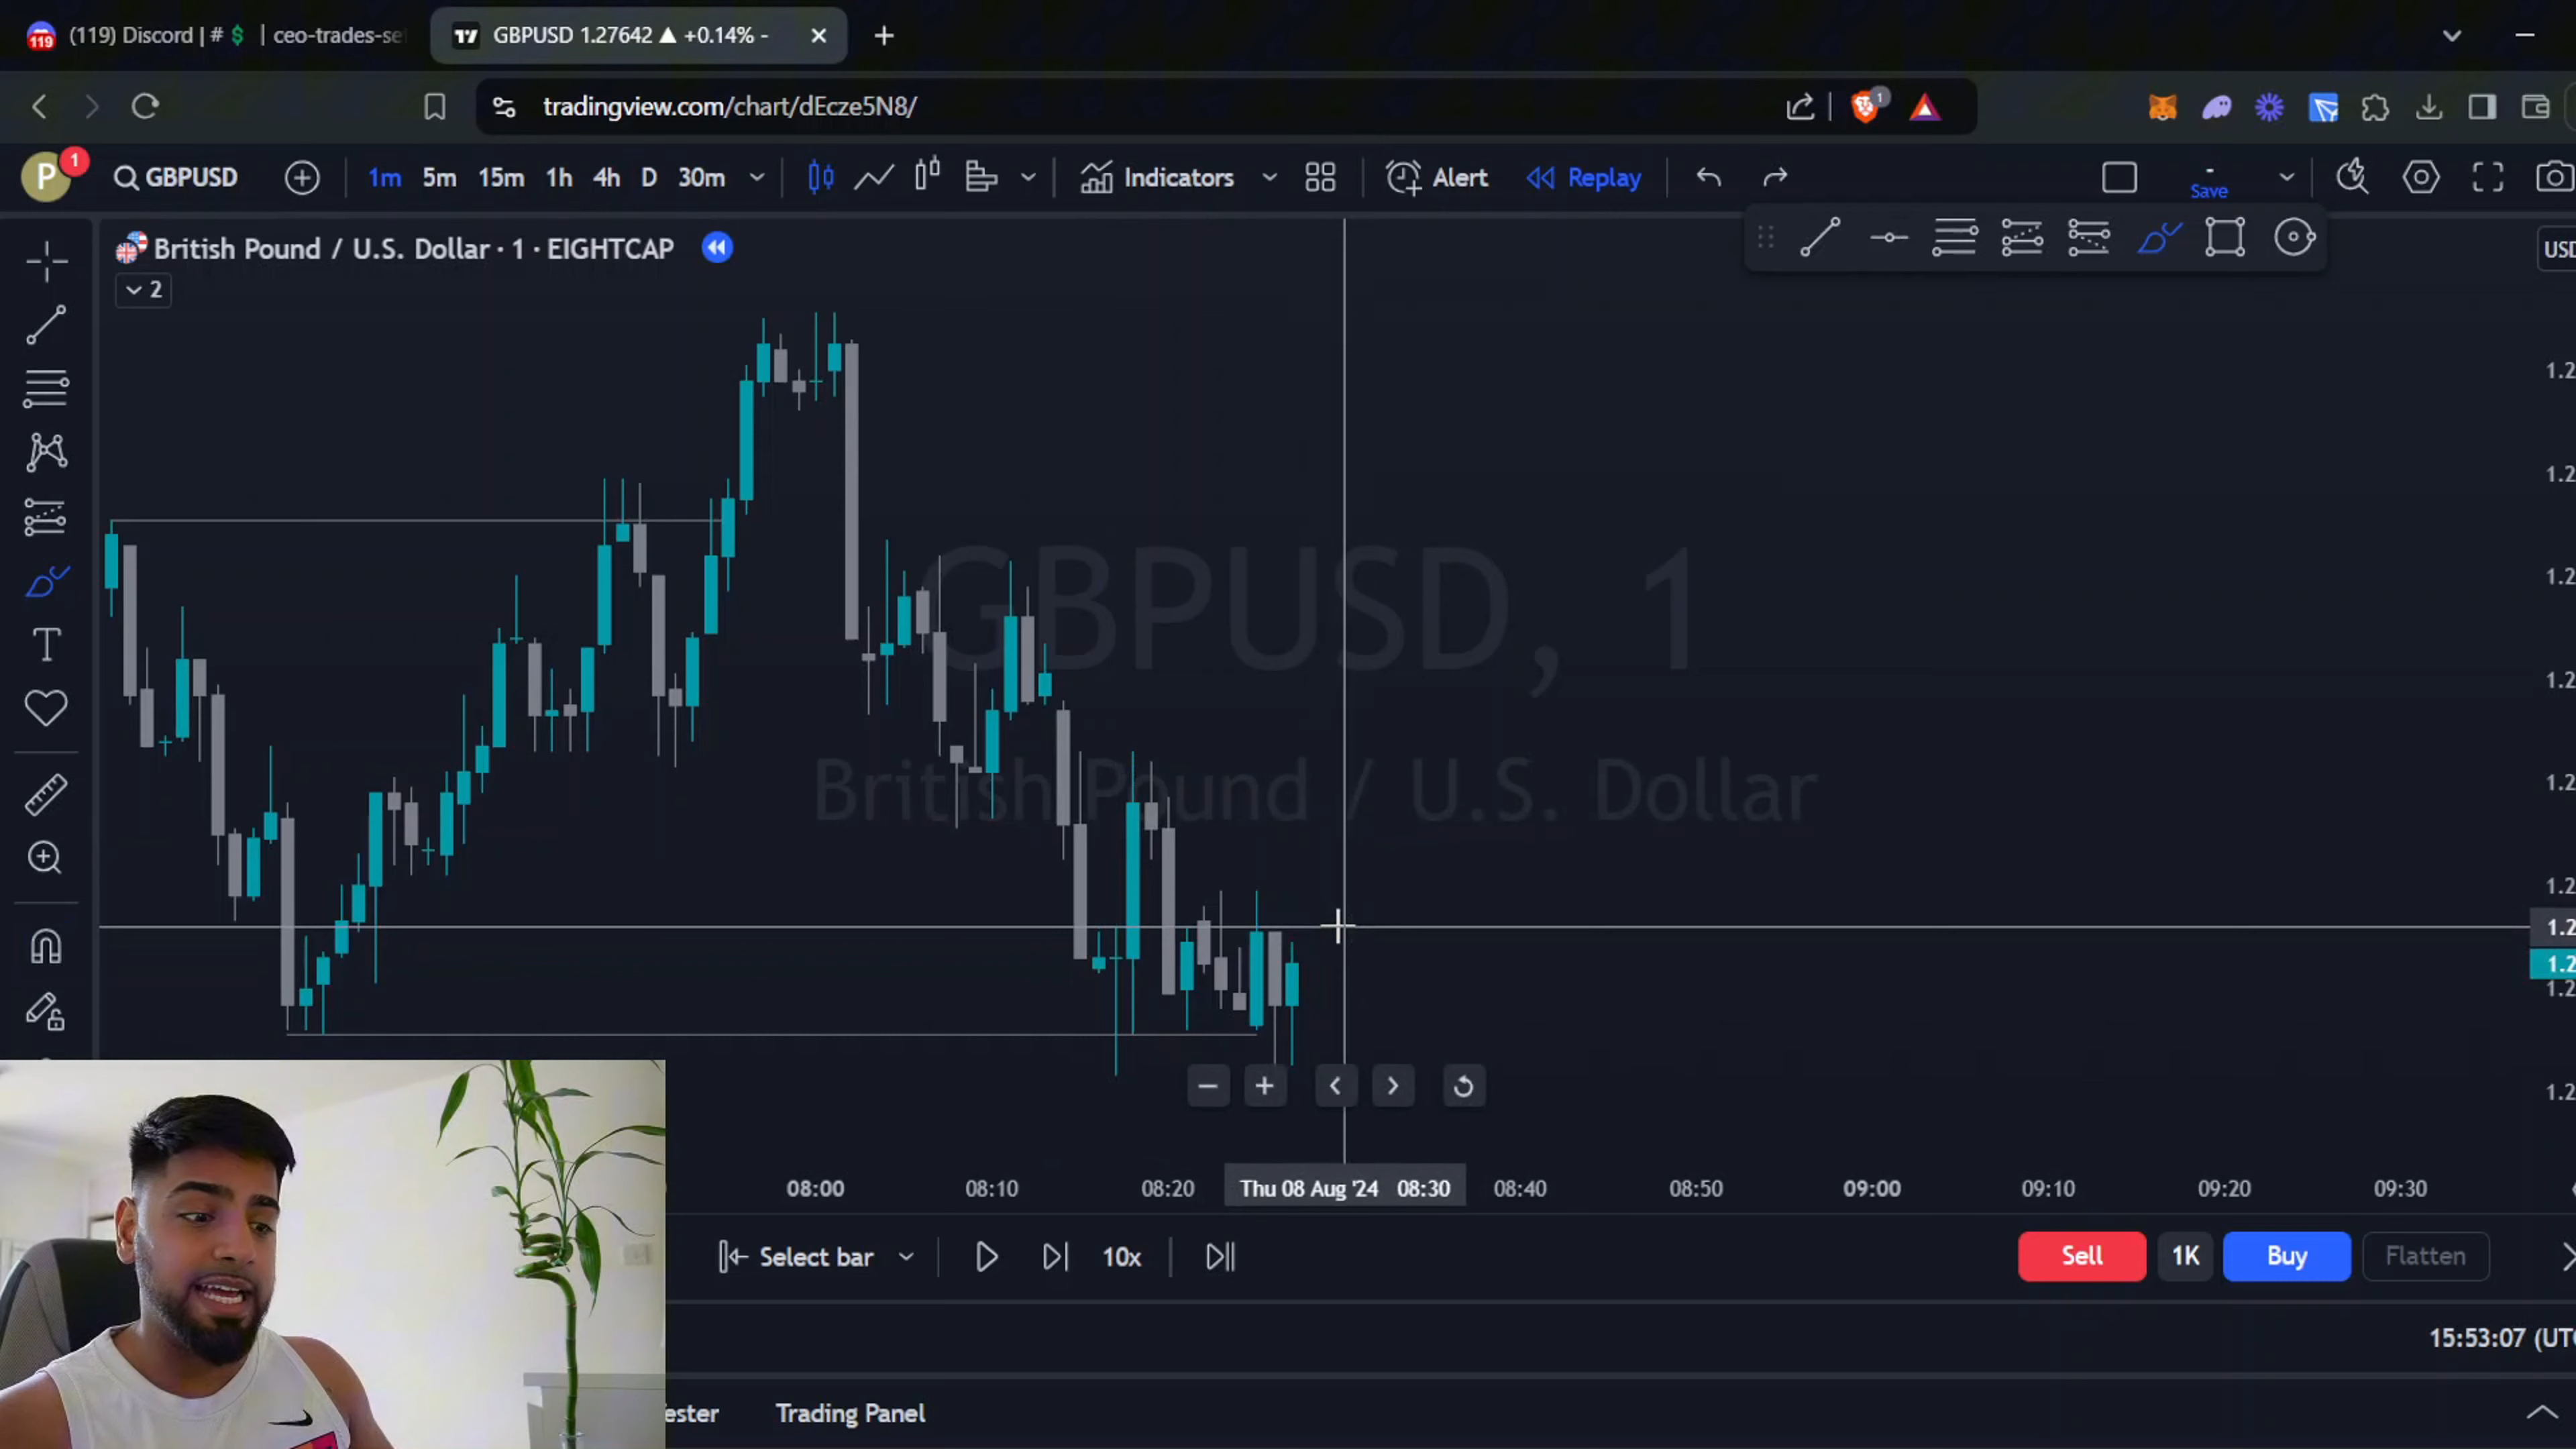 119
(119) Discord | # $ | ceo-trades-se
GBPUSD 1.27642 ▲ +0.14% -
tradingview.com/chart/dEcze5N8/
1
P
1
GBPUSD
1m 5m 15m 1h 4h D 30m
Indicators
Alert
Replay
-
Save
British Pound / U.S. Dollar · 1 · EIGHTCAP
USD
2
1.2
1.2
1.2
GBPUSD, 1
1.2
1.2
British Pound / U.S. Dollar
1.2
1.2
1.2
1.2
1.2
08:00 08:10 08:20 Thu 08 Aug '24 08:30 08:40 08:50 09:00 09:10 09:20 09:30
Select bar
10x
Sell 1K Buy Flatten
15:53:07 (UTC
ester
Trading Panel